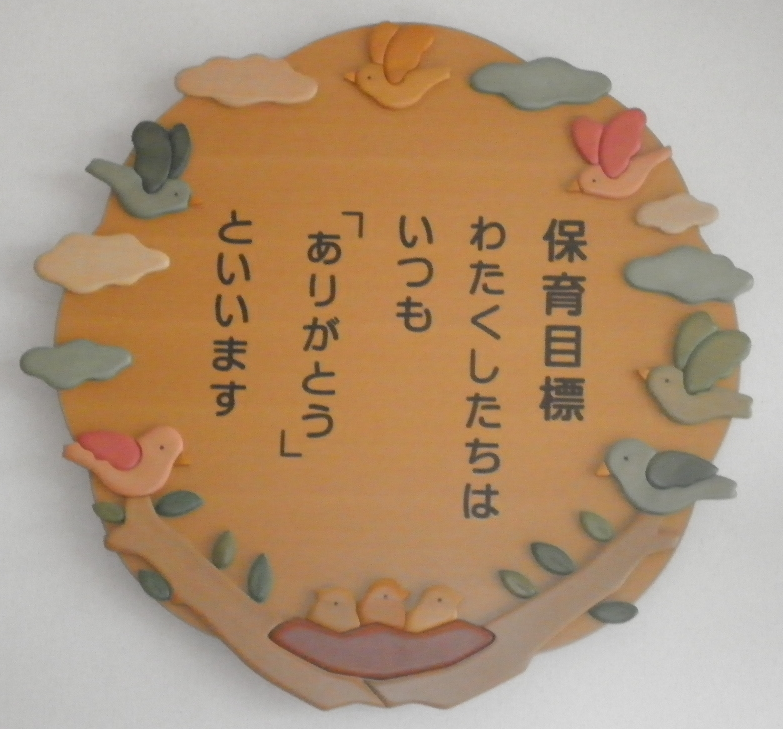 保育目標
わたくしたちは
いつも
「ありがとう」
といいます